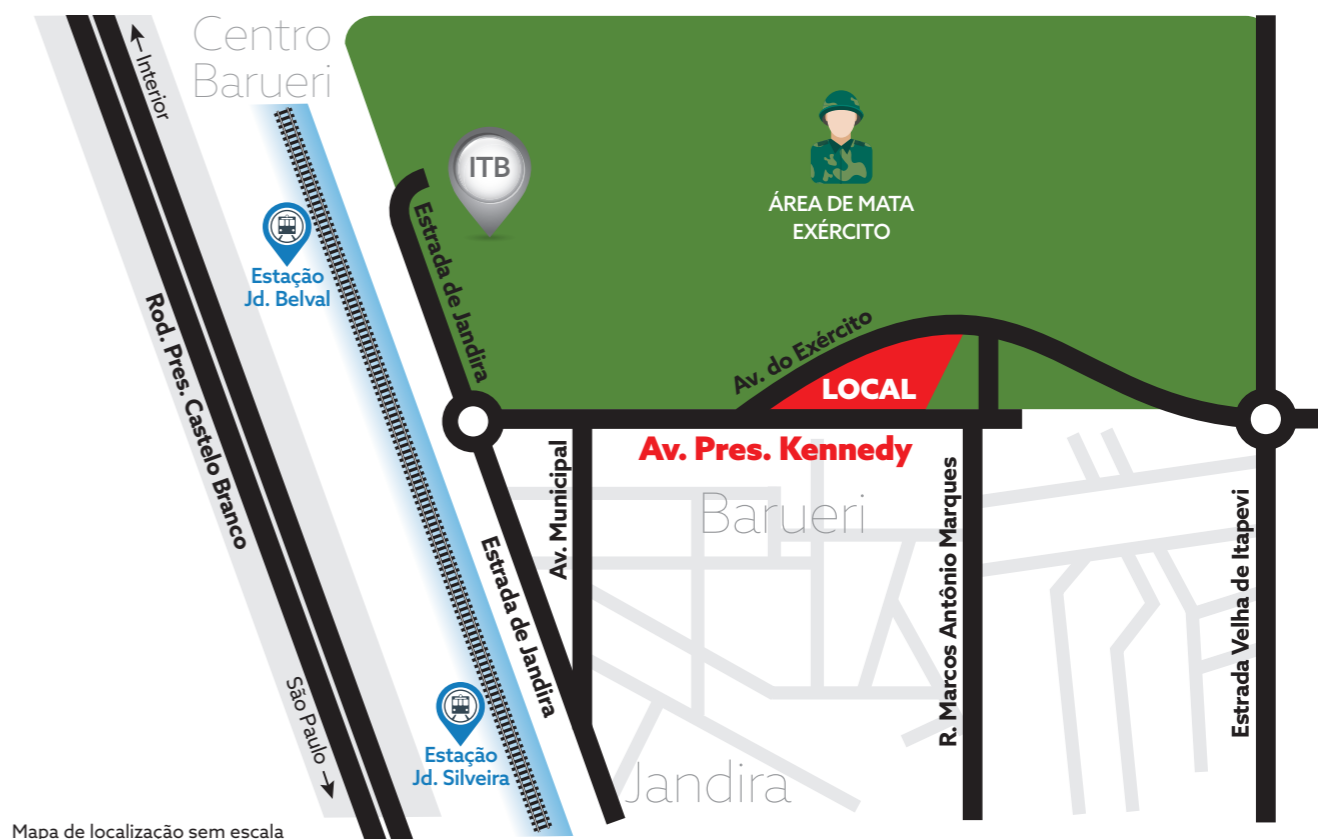 Centro
Barueri
← Interior
ITB
ÁREA DE MATA
EXÉRCITO
Estrada de Jandira
Estação
Jd. Belval
Rod. Pres. Castelo Branco
Av. do Exército
LOCAL
Av. Pres. Kennedy
Av. Municipal
Barueri
R. Marcos Antônio Marques
Estrada Velha de Itapevi
Estrada de Jandira
São Paulo →
Estação
Jd. Silveira
Jandira
Mapa de localização sem escala